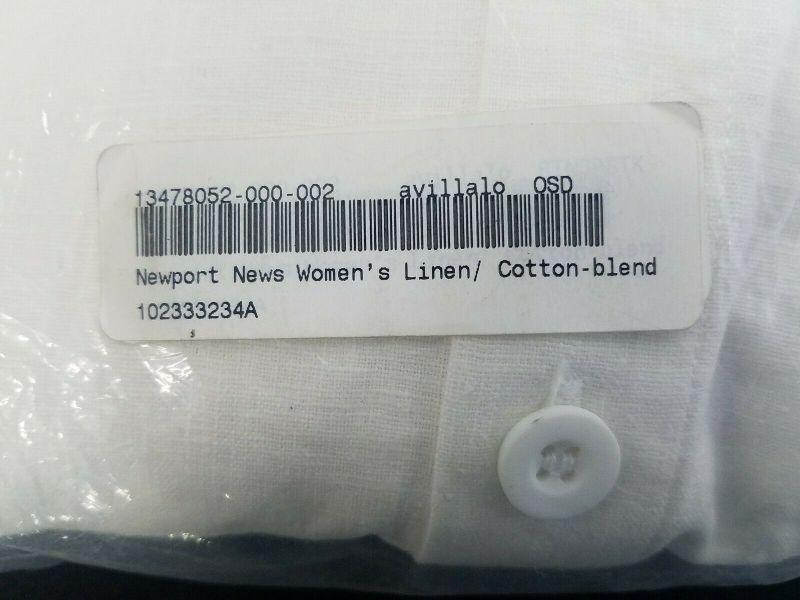 13478052-000-002 avillalo OSD
Newport News Women's Linen/ Cotton-blend
102333234A